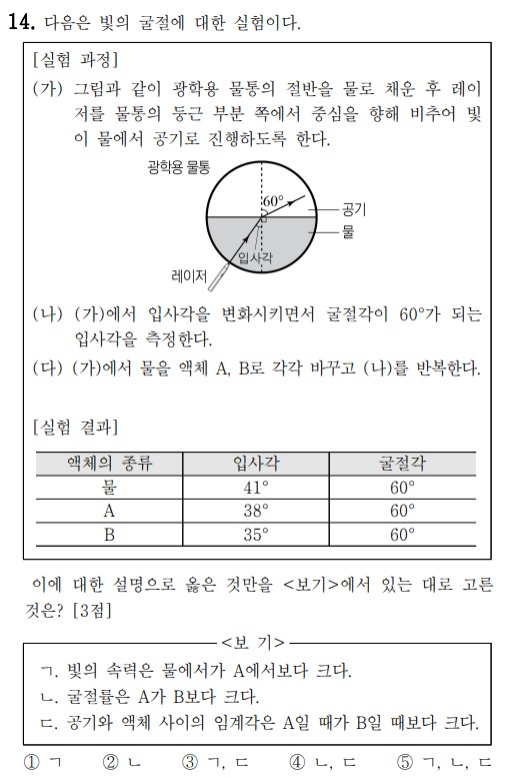 14. 다음은 빛의 굴절에 대한 실험이다.
[실험 과정]
(가) 그림과 같이 광학용 물통의 절반을 물로 채운 후 레이
저를 물통의 둥근 부분 쪽에서 중심을 향해 비추어 빛
이 물에서 공기로 진행하도록 한다.
광학용 물통
60°
공기
물
입사각
레이저
(나) (가)에서 입사각을 변화시키면서 굴절각이 60°가 되는
입사각을 측정한다.
(다) (가)에서 물을 액체 A, B로 각각 바꾸고 (나)를 반복한다.
[실험 결과]
액체의 종류 입사각 굴절각
물 41° 60°
A 38° 60°
B 35° 60°
이에 대한 설명으로 옳은 것만을 <보기>에서 있는 대로 고른
것은? [3점]
<보 기>
ㄱ. 빛의 속력은 물에서가 A에서보다 크다.
ㄴ. 굴절률은 A가 B보다 크다.
ㄷ. 공기와 액체 사이의 임계각은 A일 때가 B일 때보다 크다.
① ㄱ ② ㄴ ③ ㄱ, ㄷ ④ ㄴ, ㄷ ⑤ ㄱ, ㄴ, ㄷ